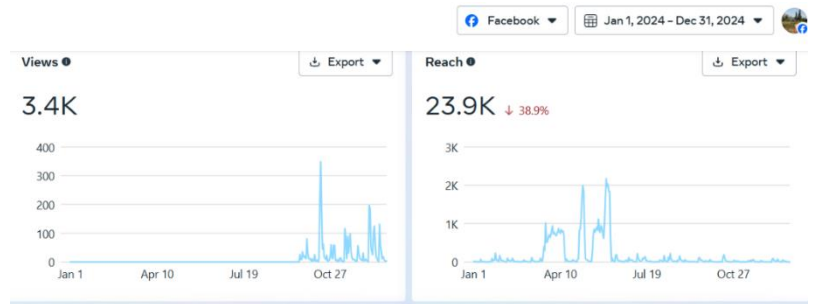 Facebook
Jan 1, 2024 – Dec 31, 2024
Views
Export
3.4K
400
300
200
100
0
Jan 1
Apr 10
Jul 19
Oct 27
Reach
Export
23.9K ↓ 38.9%
3K
2K
1K
0
Jan 1
Apr 10
Jul 19
Oct 27